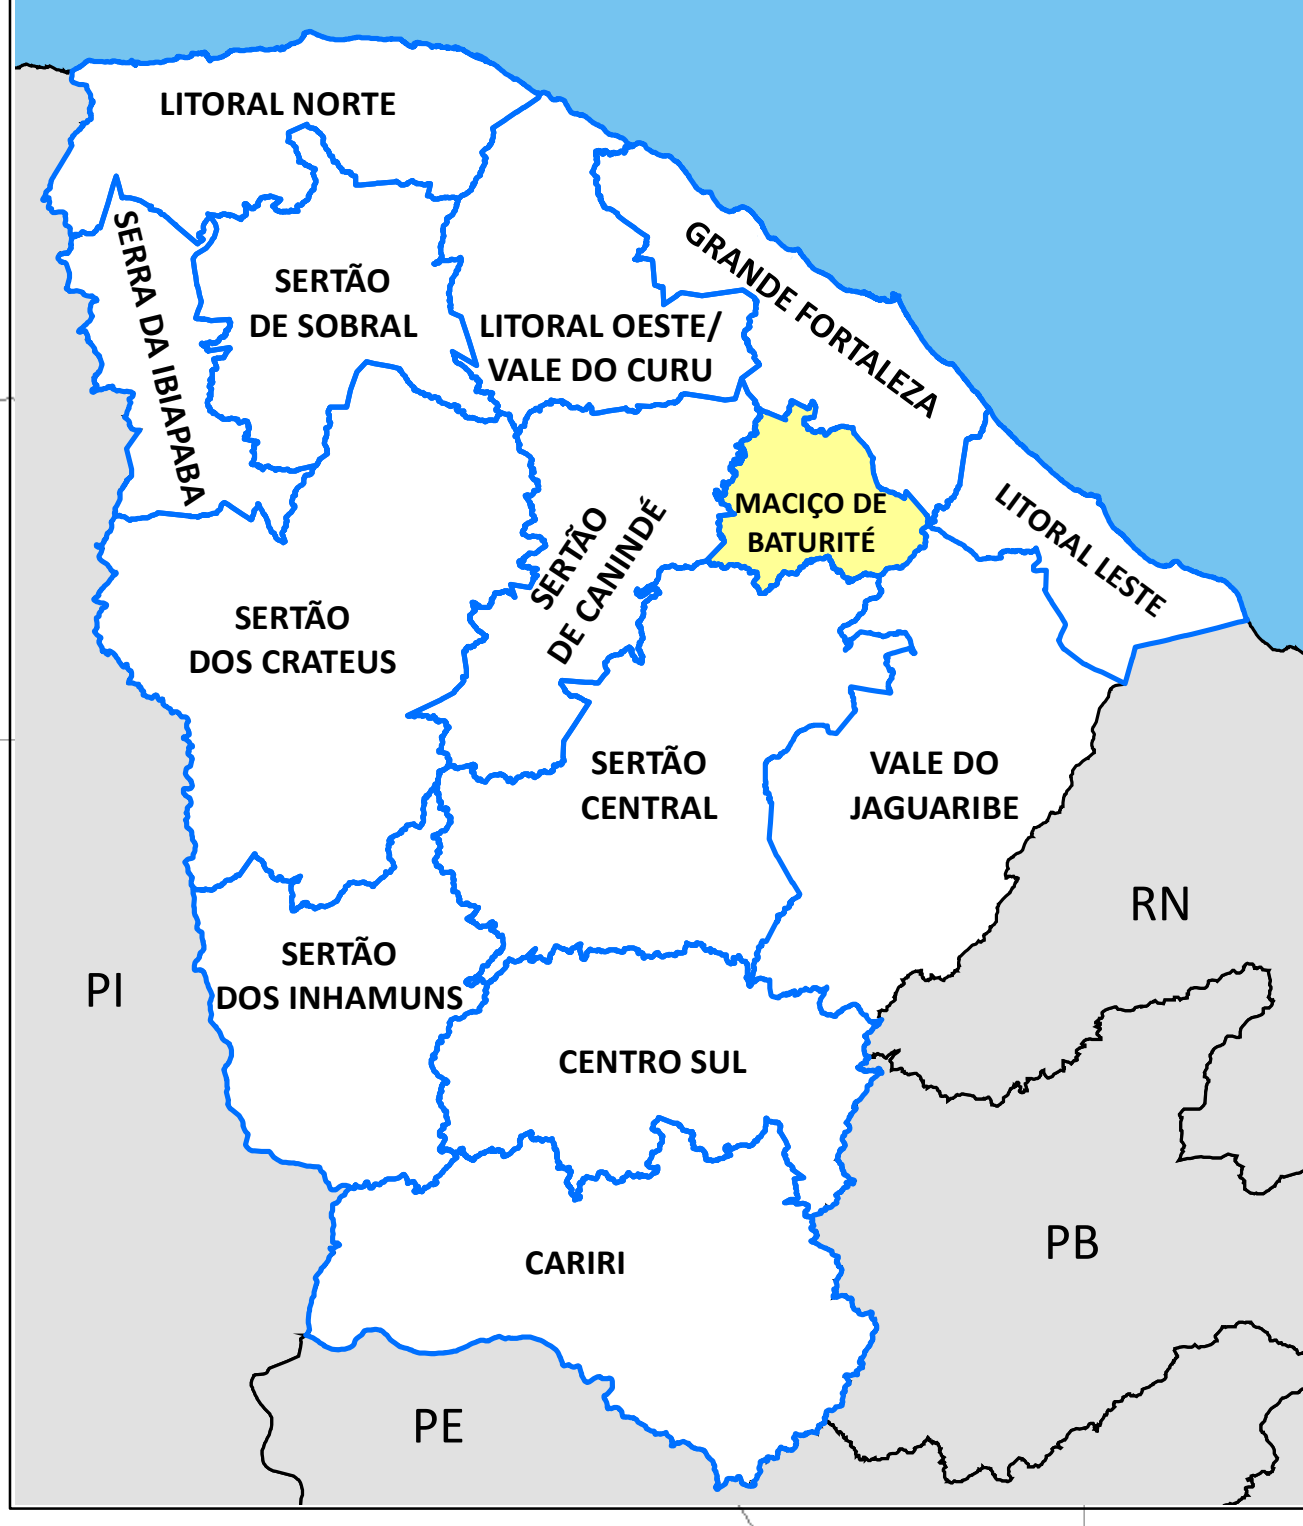 LITORAL NORTE
GRANDE FORTALEZA
SERRA DA IBIAPABA
SERTÃO
DE SOBRAL
LITORAL OESTE/
VALE DO CURU
MACIÇO DE
BATURITÉ
LITORAL LESTE
SERTÃO
DE CANINDÉ
SERTÃO
DOS CRATEUS
SERTÃO
CENTRAL
VALE DO
JAGUARIBE
RN
SERTÃO
DOS INHAMUNS
PI
CENTRO SUL
PB
CARIRI
PE